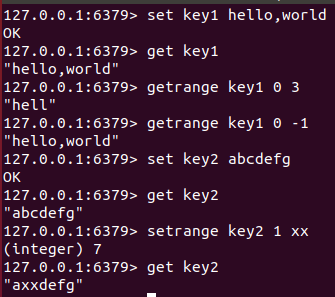 127.0.0.1:6379> set key1 hello,world
OK
127.0.0.1:6379> get key1
"hello,world"
127.0.0.1:6379> getrange key1 0 3
"hell"
127.0.0.1:6379> getrange key1 0 -1
"hello,world"
127.0.0.1:6379> set key2 abcdefg
OK
127.0.0.1:6379> get key2
"abcdefg"
127.0.0.1:6379> setrange key2 1 xx
(integer) 7
127.0.0.1:6379> get key2
"axxdefg"